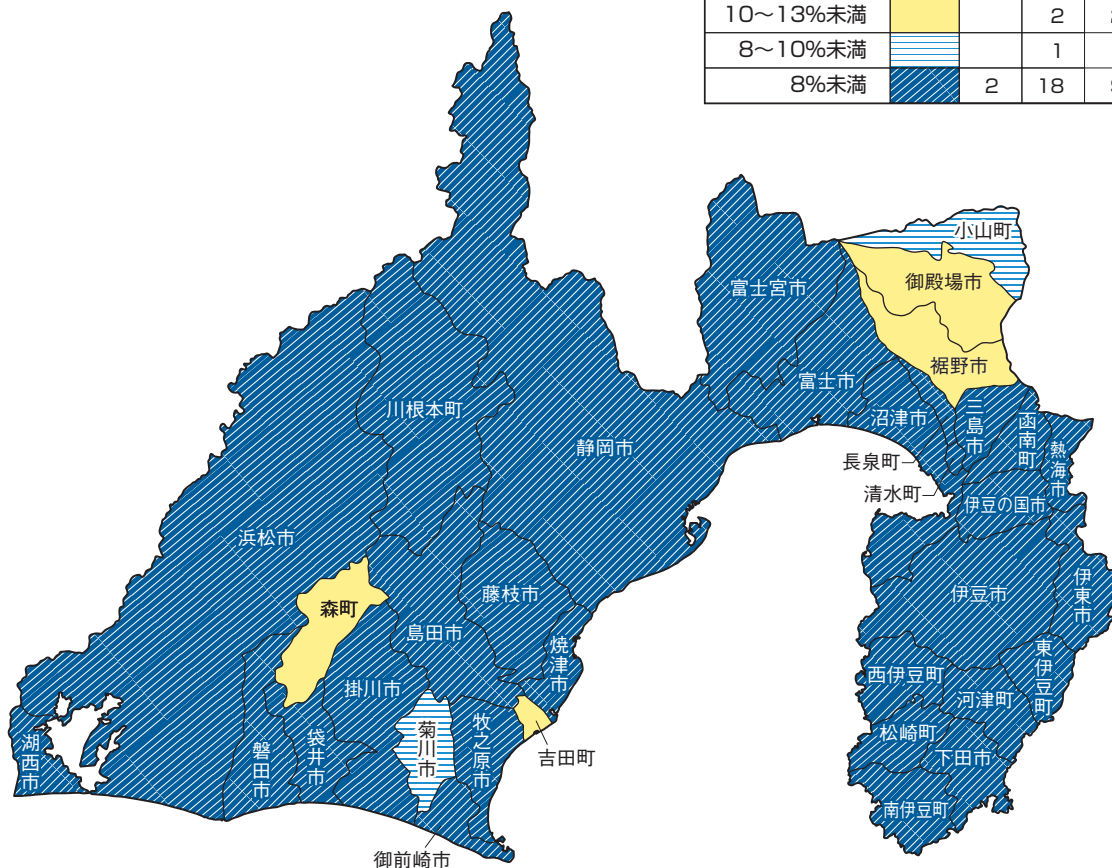 10～13%未満 2
8～10%未満 1
8%未満 2 18
小山町
御殿場市
富士宮市
裾野市
富士市
川根本町
沼津市
三島市
函南町
静岡市
熱海市
長泉町
清水町
伊豆の国市
浜松市
藤枝市
伊豆市
伊東市
森町
島田市
焼津市
東伊豆町
掛川市
西伊豆町
河津町
菊川市
牧之原市
松崎町
湖西市
磐田市
袋井市
吉田町
下田市
南伊豆町
御前崎市